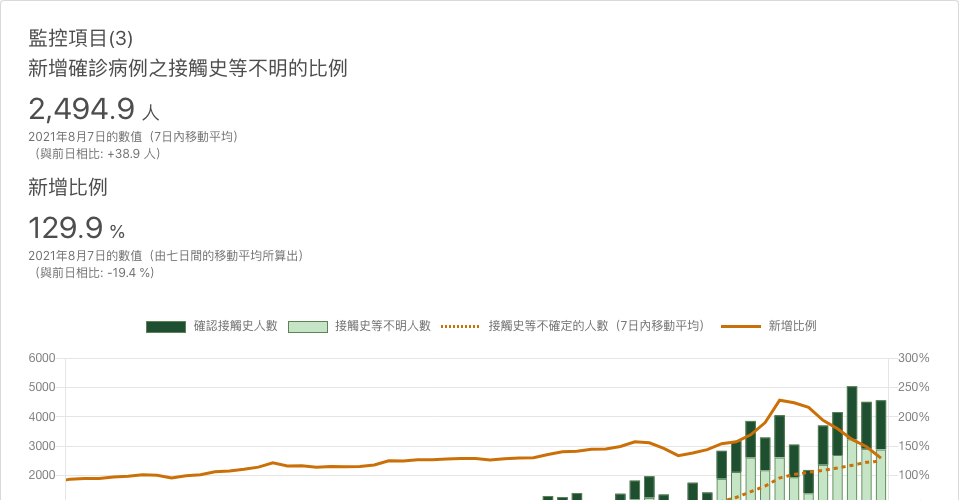 監控項目(3)
新增確診病例之接觸史等不明的比例
2,494.9 人
2021年8月7日的數值（7日內移動平均）
（與前日相比: +38.9 人）
新增比例
129.9 %
2021年8月7日的數值（由七日間的移動平均所算出）
（與前日相比: -19.4 %）
確認接觸史人數 接觸史等不明人數 接觸史等不確定的人數（7日內移動平均） 新增比例
6000 300%
5000 250%
4000 200%
3000 150%
2000 100%